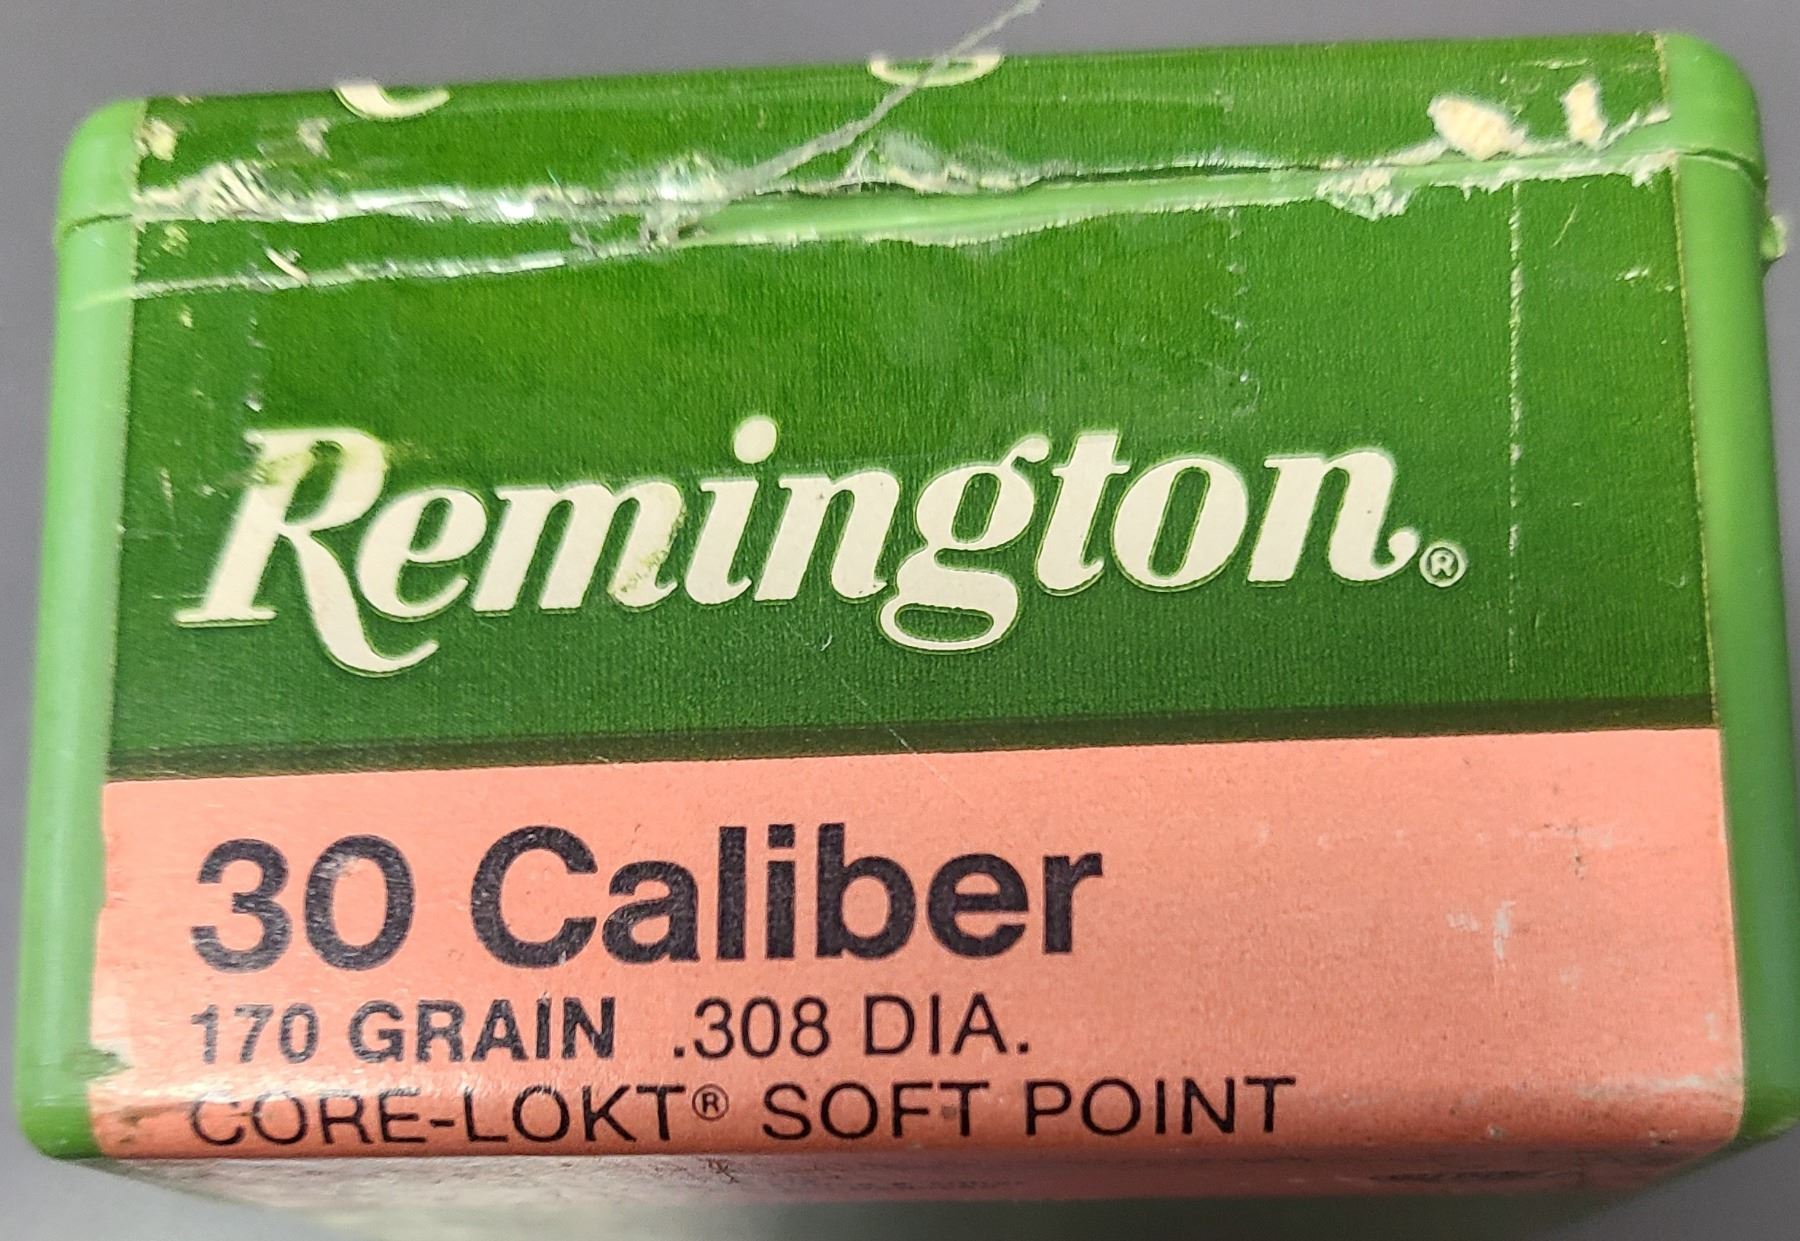 Remington®
30 Caliber
170 GRAIN .308 DIA.
CORE-LOKT® SOFT POINT